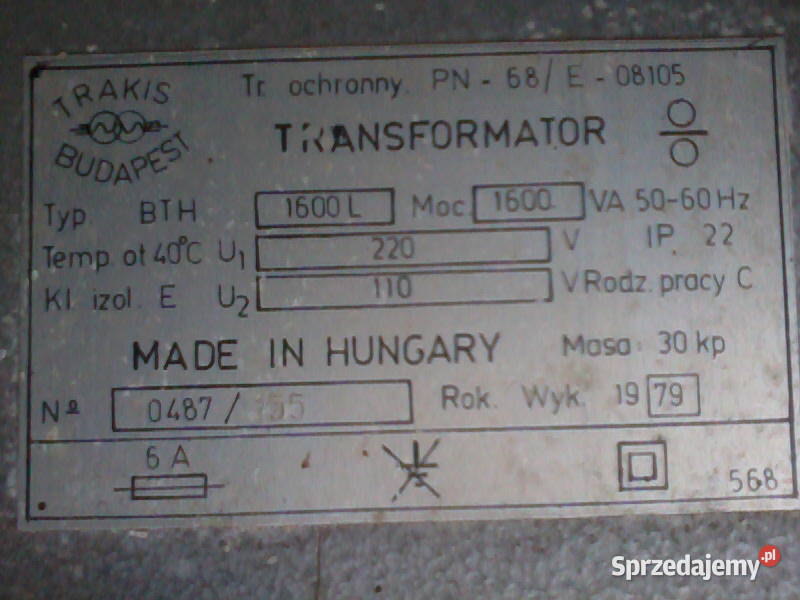 TRAKIS
BUDAPEST
Tr. ochronny. PN - 68/ E - 08105
TRANSFORMATOR
Typ BTH 1600 L Moc 1600 VA 50-60 Hz
Temp. ot 40°C U1 220 V IP 22
Kl. izol. E U2 110 V Rodz. pracy C
MADE IN HUNGARY Masa: 30 kp
Nº 0487 / 155 Rok. Wyk. 19 79
6 A
568
Sprzedajemy.pl